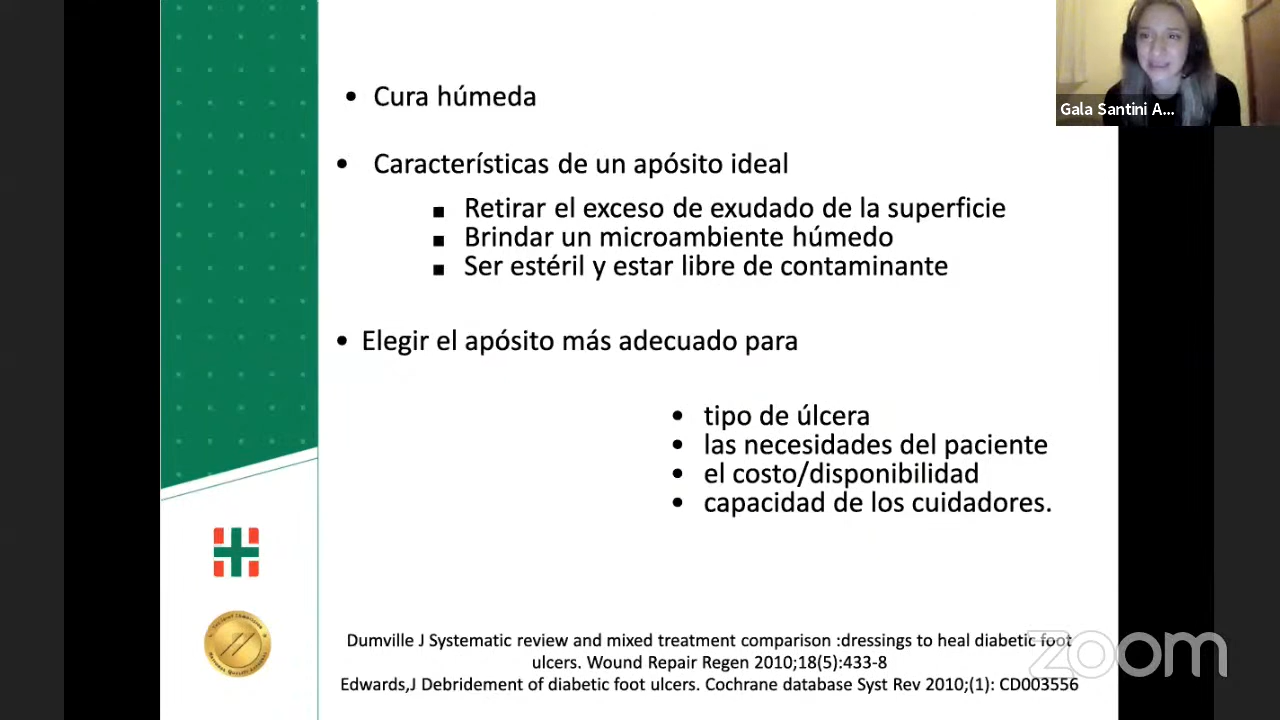 Gala Santini A...
• Cura húmeda
• Características de un apósito ideal
▪ Retirar el exceso de exudado de la superficie
▪ Brindar un microambiente húmedo
▪ Ser estéril y estar libre de contaminante
• Elegir el apósito más adecuado para
• tipo de úlcera
• las necesidades del paciente
• el costo/disponibilidad
• capacidad de los cuidadores.
Dumville J Systematic review and mixed treatment comparison :dressings to heal diabetic foot
ulcers. Wound Repair Regen 2010;18(5):433-8
Edwards,J Debridement of diabetic foot ulcers. Cochrane database Syst Rev 2010;(1): CD003556
zoom